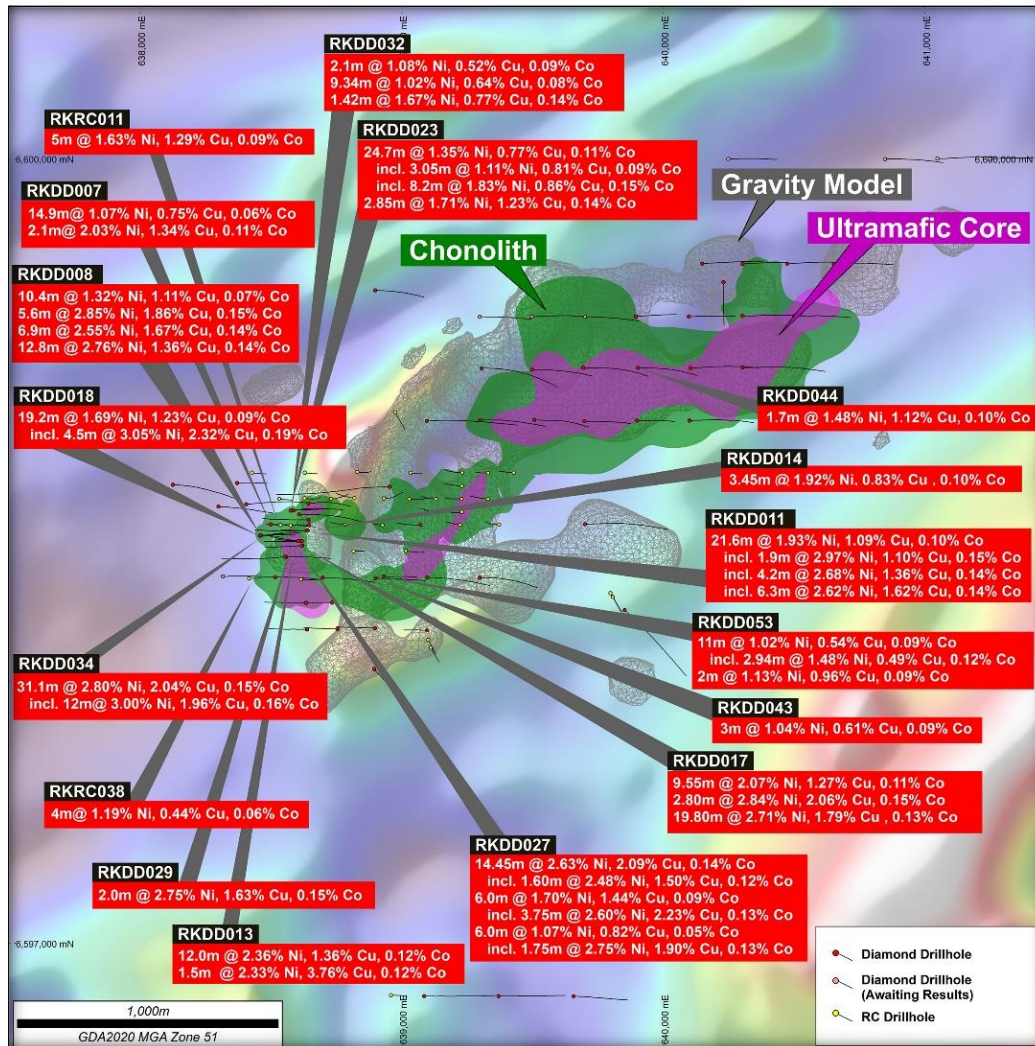 638,000 mE
640,000 mE
641,000 mE
RKDD032
2.1m @ 1.08% Ni, 0.52% Cu, 0.09% Co
9.34m @ 1.02% Ni, 0.64% Cu, 0.08% Co
1.42m @ 1.67% Ni, 0.77% Cu, 0.14% Co
RKRC011
5m @ 1.63% Ni, 1.29% Cu, 0.09% Co
RKDD023
24.7m @ 1.35% Ni, 0.77% Cu, 0.11% Co
incl. 3.05m @ 1.11% Ni, 0.81% Cu, 0.09% Co
incl. 8.2m @ 1.83% Ni, 0.86% Cu, 0.15% Co
2.85m @ 1.71% Ni, 1.23% Cu, 0.14% Co
6,600,000 mN
6,600,000 mN
RKDD007
14.9m@ 1.07% Ni, 0.75% Cu, 0.06% Co
2.1m@ 2.03% Ni, 1.34% Cu, 0.11% Co
Gravity Model
Ultramafic Core
Chonolith
RKDD008
10.4m @ 1.32% Ni, 1.11% Cu, 0.07% Co
5.6m @ 2.85% Ni, 1.86% Cu, 0.15% Co
6.9m @ 2.55% Ni, 1.67% Cu, 0.14% Co
12.8m @ 2.76% Ni, 1.36% Cu, 0.14% Co
RKDD018
19.2m @ 1.69% Ni, 1.23% Cu, 0.09% Co
incl. 4.5m @ 3.05% Ni, 2.32% Cu, 0.19% Co
RKDD044
1.7m @ 1.48% Ni, 1.12% Cu, 0.10% Co
RKDD014
3.45m @ 1.92% Ni, 0.83% Cu , 0.10% Co
RKDD011
21.6m @ 1.93% Ni, 1.09% Cu, 0.10% Co
incl. 1.9m @ 2.97% Ni, 1.10% Cu, 0.15% Co
incl. 4.2m @ 2.68% Ni, 1.36% Cu, 0.14% Co
incl. 6.3m @ 2.62% Ni, 1.62% Cu, 0.14% Co
RKDD053
11m @ 1.02% Ni, 0.54% Cu, 0.09% Co
incl. 2.94m @ 1.48% Ni, 0.49% Cu, 0.12% Co
2m @ 1.13% Ni, 0.96% Cu, 0.09% Co
RKDD034
31.1m @ 2.80% Ni, 2.04% Cu, 0.15% Co
incl. 12m@ 3.00% Ni, 1.96% Cu, 0.16% Co
RKDD043
3m @ 1.04% Ni, 0.61% Cu, 0.09% Co
RKDD017
9.55m @ 2.07% Ni, 1.27% Cu, 0.11% Co
2.80m @ 2.84% Ni, 2.06% Cu, 0.15% Co
19.80m @ 2.71% Ni, 1.79% Cu , 0.13% Co
RKRC038
4m@ 1.19% Ni, 0.44% Cu, 0.06% Co
RKDD027
14.45m @ 2.63% Ni, 2.09% Cu, 0.14% Co
incl. 1.60m @ 2.48% Ni, 1.50% Cu, 0.12% Co
6.0m @ 1.70% Ni, 1.44% Cu, 0.09% Co
incl. 3.75m @ 2.60% Ni, 2.23% Cu, 0.13% Co
6.0m @ 1.07% Ni, 0.82% Cu, 0.05% Co
incl. 1.75m @ 2.75% Ni, 1.90% Cu, 0.13% Co
RKDD029
2.0m @ 2.75% Ni, 1.63% Cu, 0.15% Co
RKDD013
12.0m @ 2.36% Ni, 1.36% Cu, 0.12% Co
1.5m @ 2.33% Ni, 3.76% Cu, 0.12% Co
6,597,000 mN
1,000m
GDA2020 MGA Zone 51
639,000 mE
640,000 mE
Diamond Drillhole
Diamond Drillhole
(Awaiting Results)
RC Drillhole